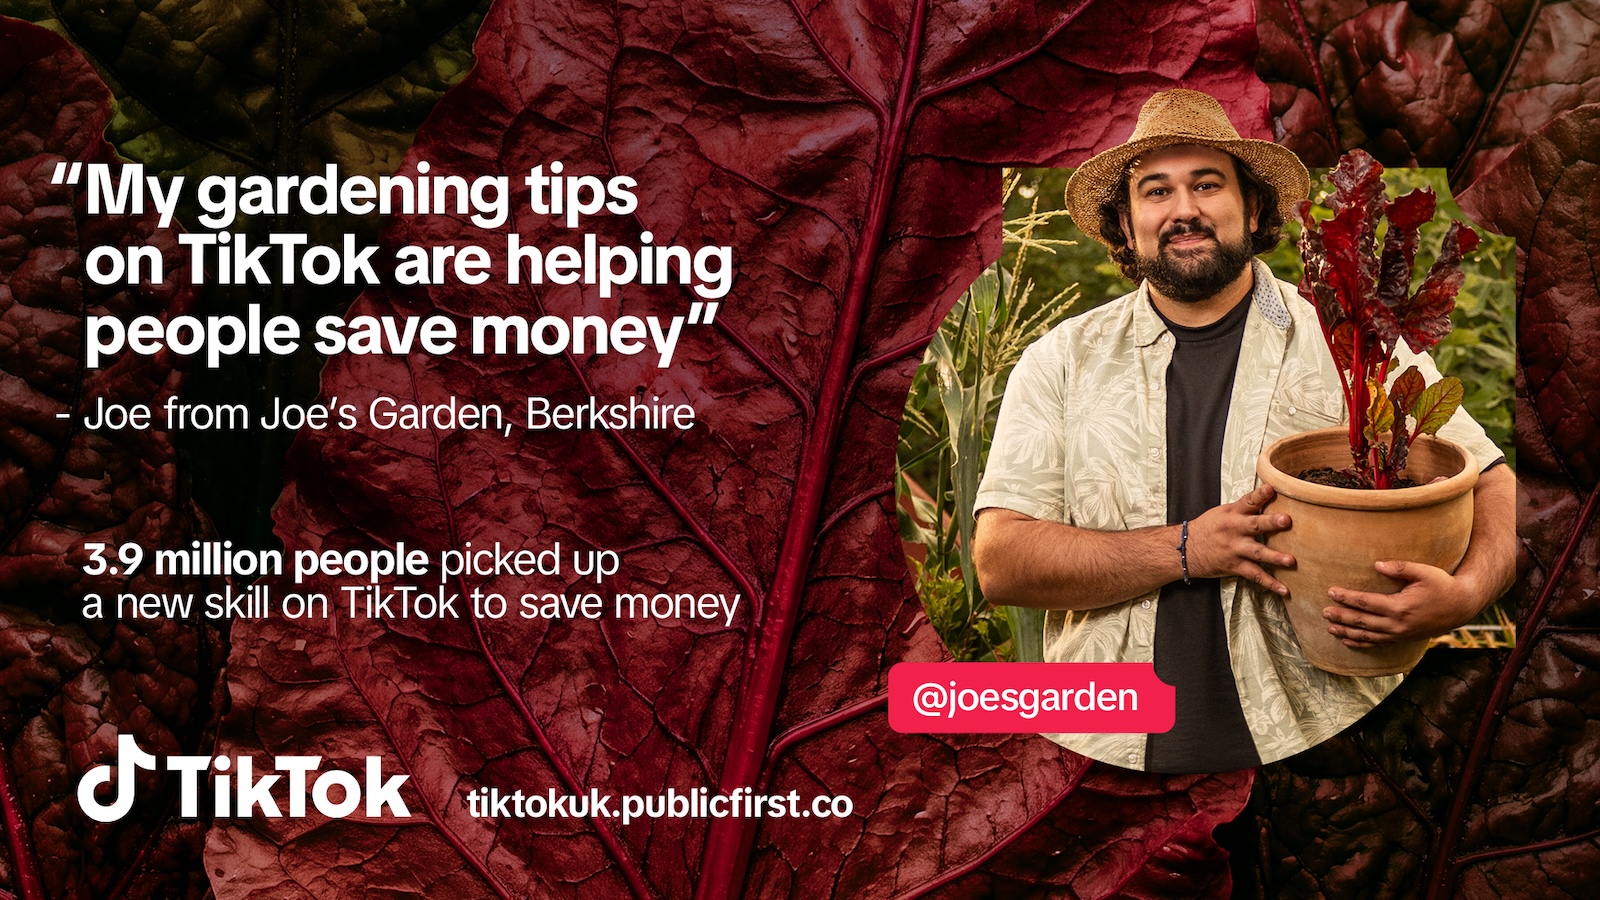 “My gardening tips
on TikTok are helping
people save money”
- Joe from Joe’s Garden, Berkshire
3.9 million people picked up
a new skill on TikTok to save money
@joesgarden
TikTok
tiktokuk.publicfirst.co